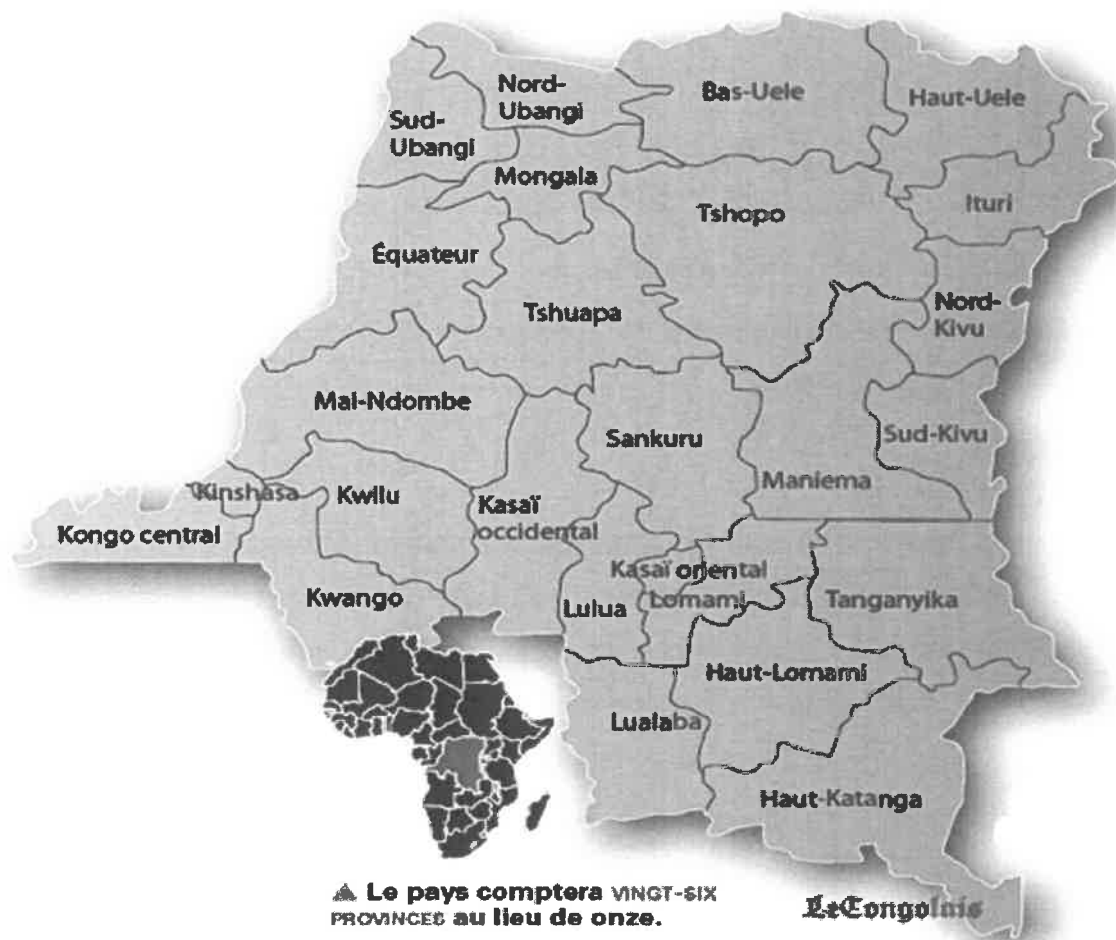 Nord-
Ubangi
Bas-Uele
Haut-Uele
Sud-
Ubangi
Mongala
Tshopo
Ituri
Équateur
Tshuapa
Nord-
Kivu
Mai-Ndombe
Sankuru
Sud-Kivu
Maniema
Kinshasa
Kwilu
Kasaï
occidental
Kongo central
Kasaï oriental
Lomami
Kwango
Lulua
Tanganyika
Haut-Lomami
Lualaba
Haut-Katanga
▲ Le pays comptera VINGT-SIX
PROVINCES au lieu de onze.
LeCongolais